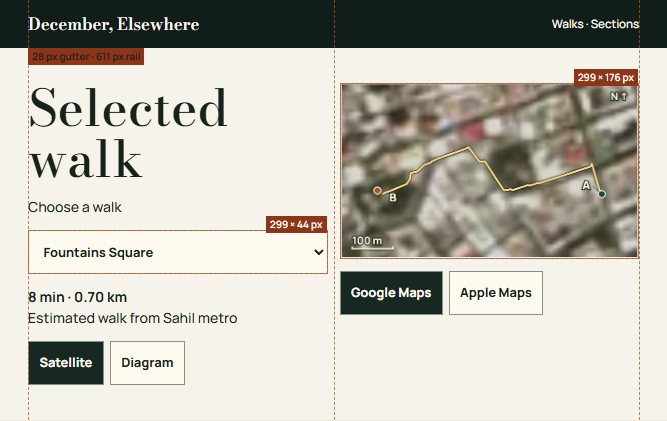 December, Elsewhere
Walks · Sections
28 px gutter · 611 px rail
Selected
walk
Choose a walk
299 × 44 px
Fountains Square
8 min · 0.70 km
Estimated walk from Sahil metro
Satellite
Diagram
299 × 176 px
N ↑
A
B
100 m
Google Maps
Apple Maps